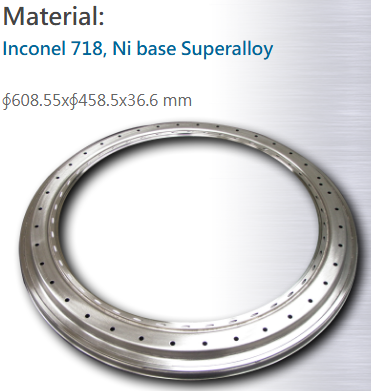 Material:
Inconel 718, Ni base Superalloy
ϕ608.55xϕ458.5x36.6 mm